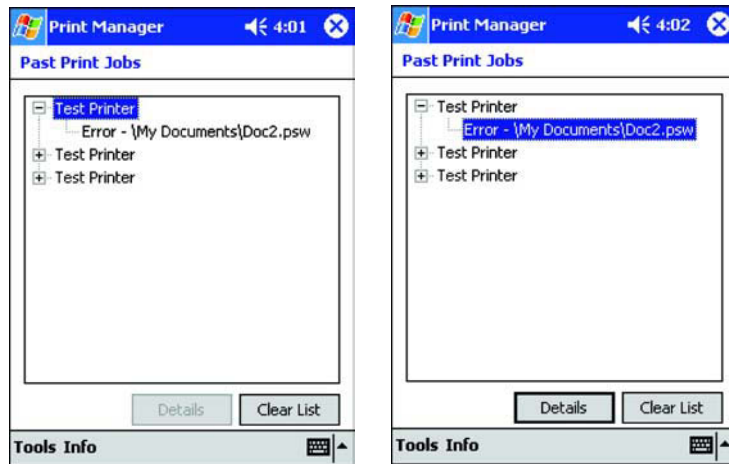 Print Manager 4:01
Past Print Jobs
Test Printer
Error - \My Documents\Doc2.psw
Test Printer
Test Printer
Details Clear List
Tools Info
Print Manager 4:02
Past Print Jobs
Test Printer
Error - \My Documents\Doc2.psw
Test Printer
Test Printer
Details Clear List
Tools Info